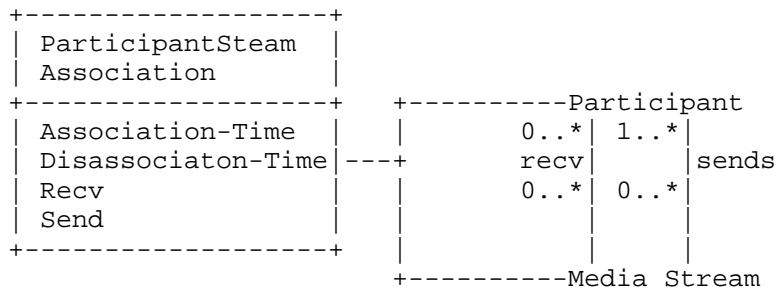 +-------------------+
| ParticipantSteam  |
| Association       |
+-------------------+   +----------Participant
| Association-Time  |   |       0..*| 1..*|
| Disassociaton-Time|---+       recv|     |sends
| Recv              |   |       0..*| 0..*|
| Send              |   |           |     |
+-------------------+   |           |     |
                        +----------Media Stream